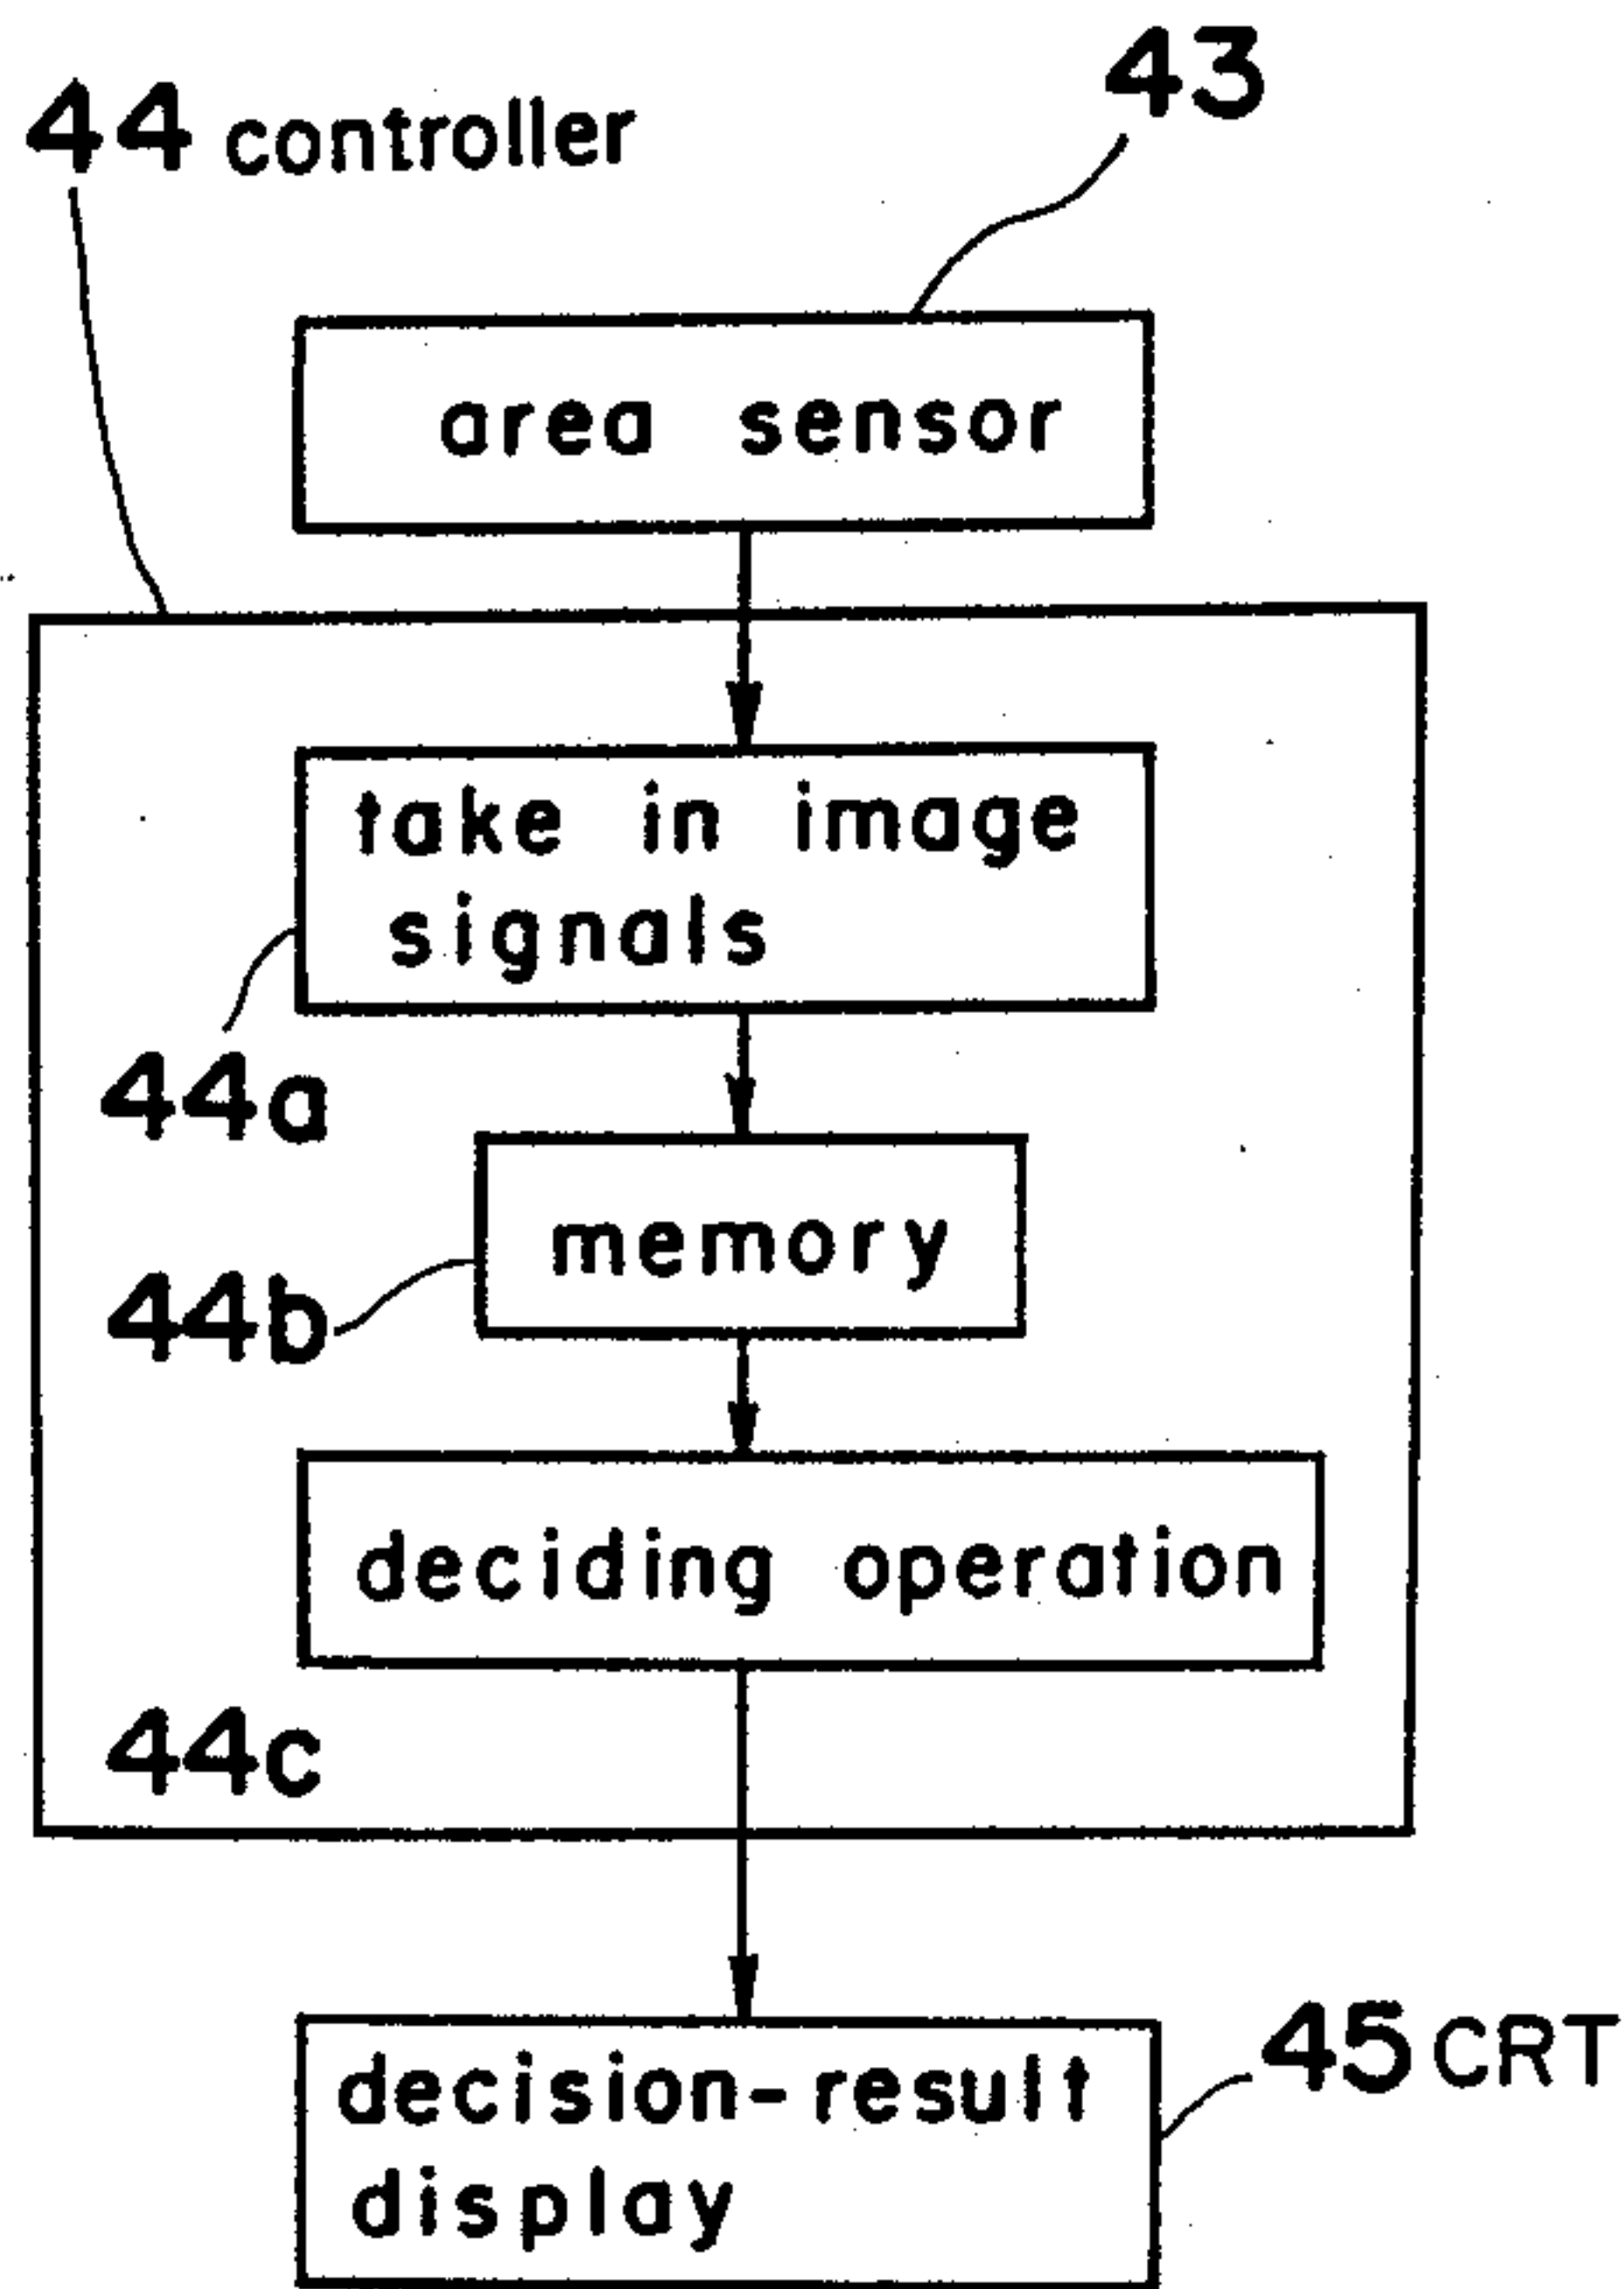 43
44 controller
area sensor
take in image
signals
44a
memory
44b
deciding operation
44c
decision-result
display
45 CRT